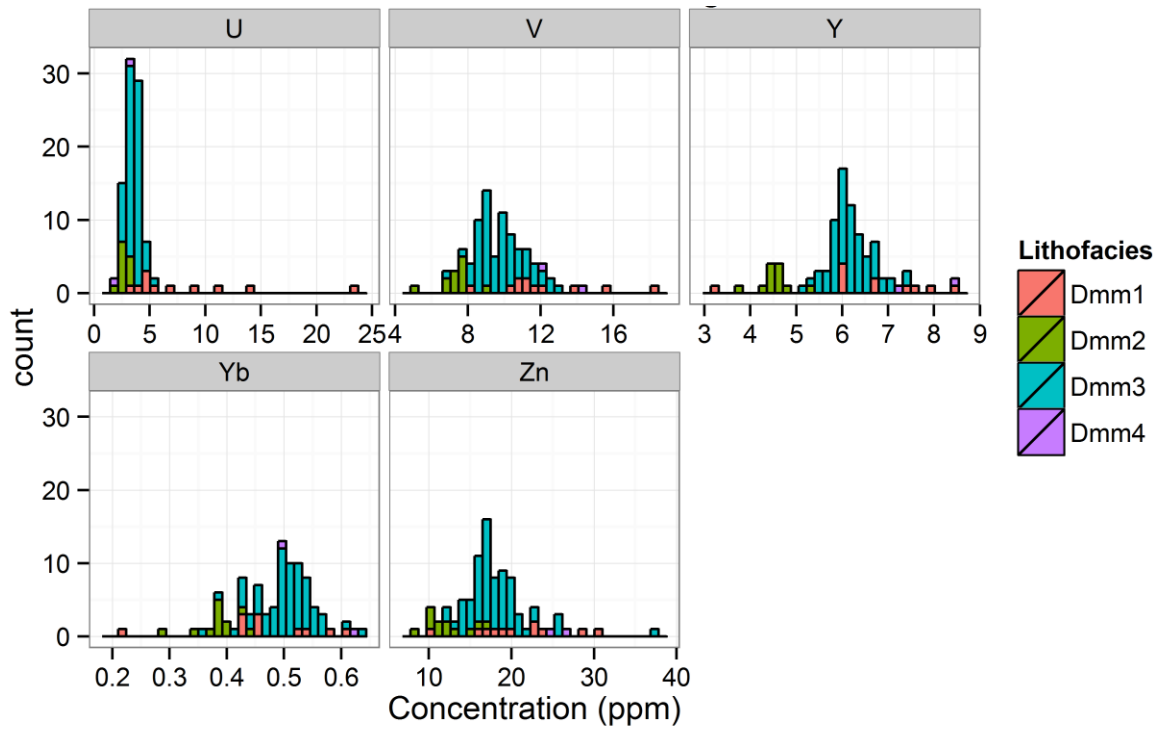 U V Y
30
20
10
0
0 5 10 15 20 25 4 8 12 16 3 4 5 6 7 8 9
count
Yb Zn
30
20
10
0
0.2 0.3 0.4 0.5 0.6 10 20 30 40
Concentration (ppm)
Lithofacies
Dmm1
Dmm2
Dmm3
Dmm4